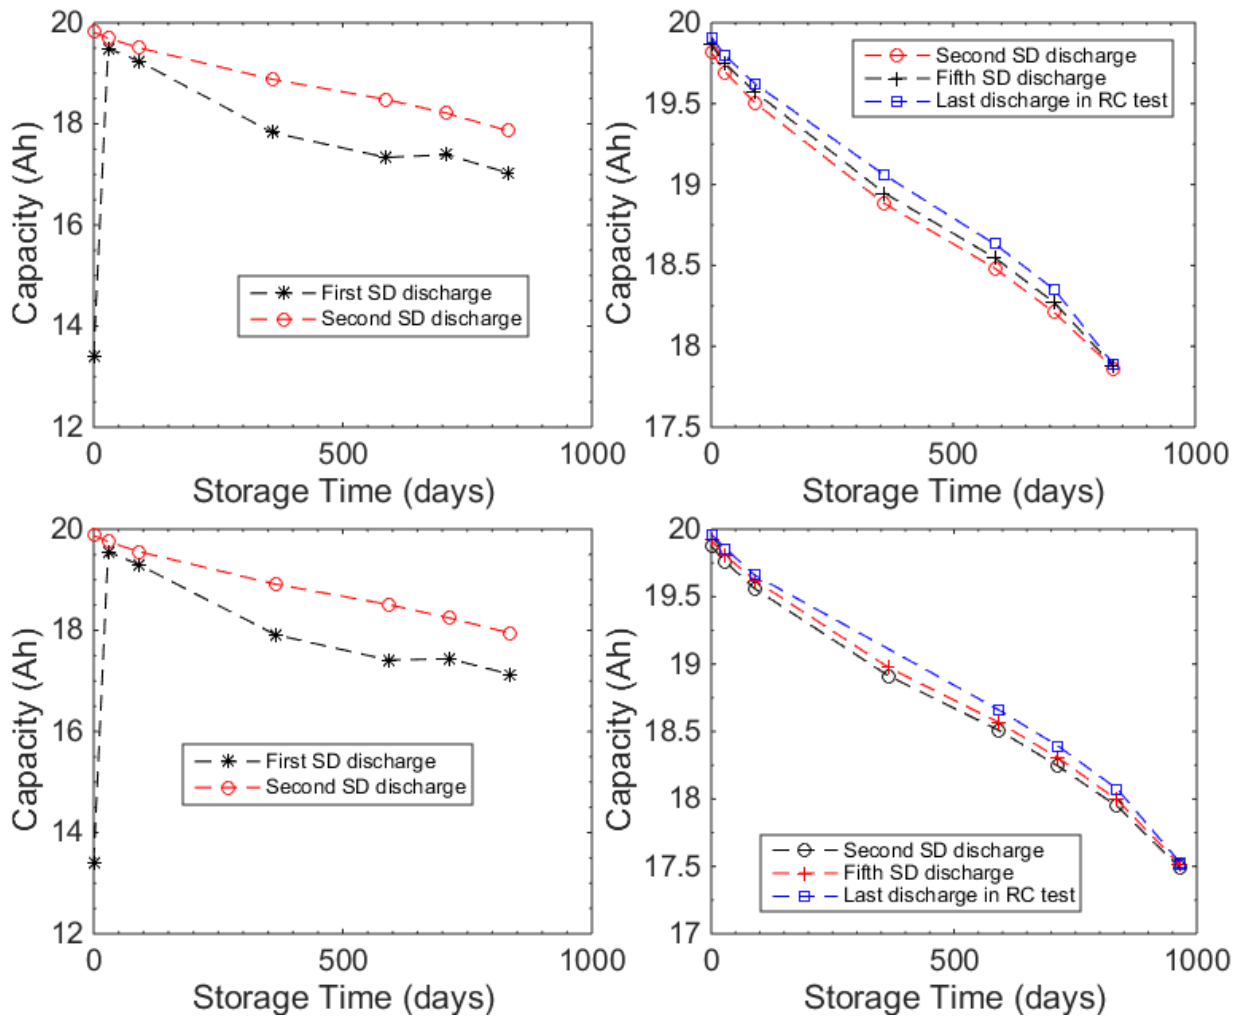 20
18
16
14
12
Capacity (Ah)
First SD discharge
Second SD discharge
0
500
1000
Storage Time (days)
20
19.5
19
18.5
18
17.5
Capacity (Ah)
Second SD discharge
Fifth SD discharge
Last discharge in RC test
0
500
1000
Storage Time (days)
20
18
16
14
12
Capacity (Ah)
First SD discharge
Second SD discharge
0
500
1000
Storage Time (days)
20
19.5
19
18.5
18
17.5
17
Capacity (Ah)
Second SD discharge
Fifth SD discharge
Last discharge in RC test
0
500
1000
Storage Time (days)